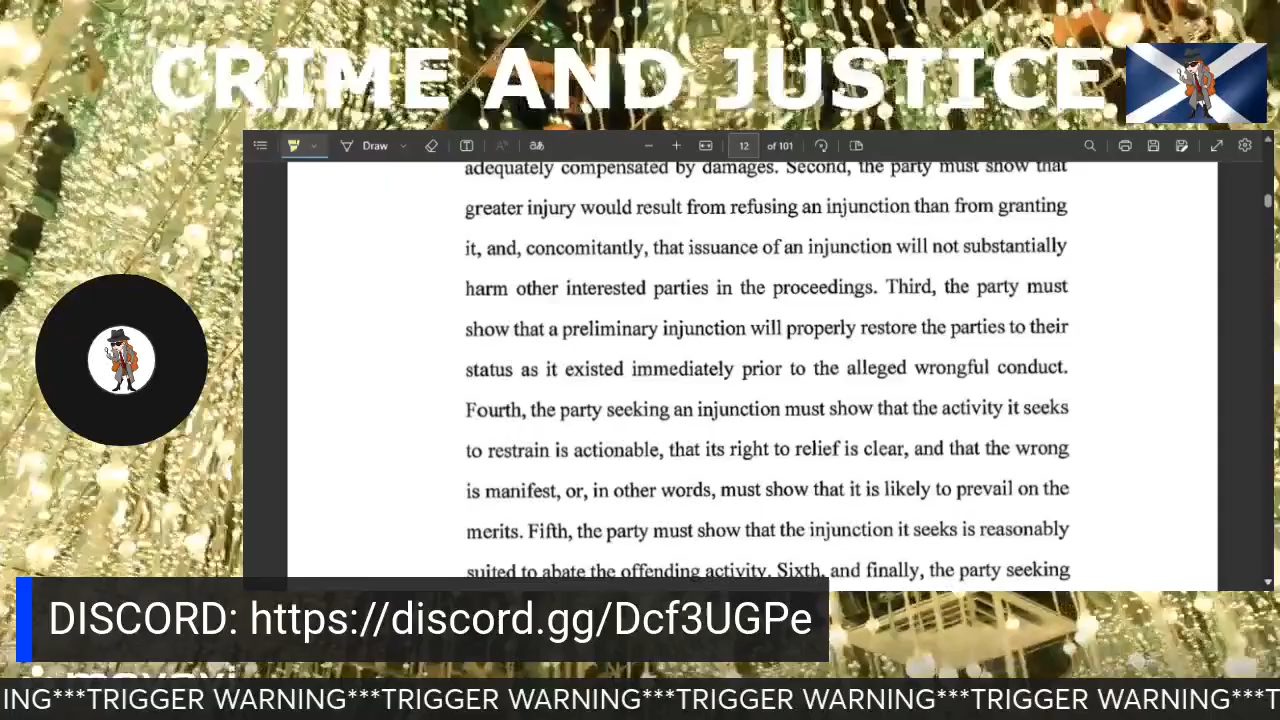 CRIME AND JUSTICE
Draw
12
of 101
adequately compensated by damages. Second, the party must show that
greater injury would result from refusing an injunction than from granting
it, and, concomitantly, that issuance of an injunction will not substantially
harm other interested parties in the proceedings. Third, the party must
show that a preliminary injunction will properly restore the parties to their
status as it existed immediately prior to the alleged wrongful conduct.
Fourth, the party seeking an injunction must show that the activity it seeks
to restrain is actionable, that its right to relief is clear, and that the wrong
is manifest, or, in other words, must show that it is likely to prevail on the
merits. Fifth, the party must show that the injunction it seeks is reasonably
suited to abate the offending activity. Sixth, and finally, the party seeking
DISCORD: https://discord.gg/Dcf3UGPe
ING***TRIGGER WARNING***TRIGGER WARNING***TRIGGER WARNING***TRIGGER WARNING***T